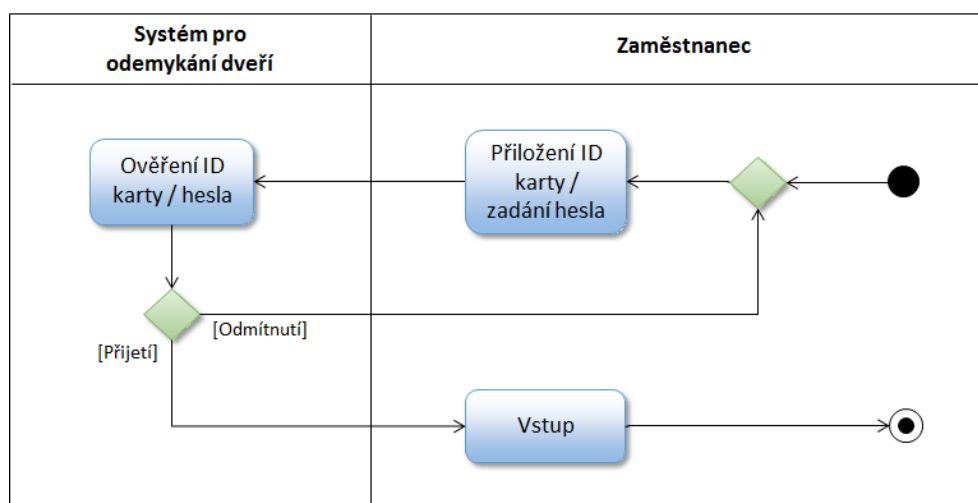 Systém pro
odemykání dveří
Zaměstnanec
Ověření ID
karty / hesla
Přiložení ID
karty /
zadání hesla
[Odmítnutí]
[Přijetí]
Vstup